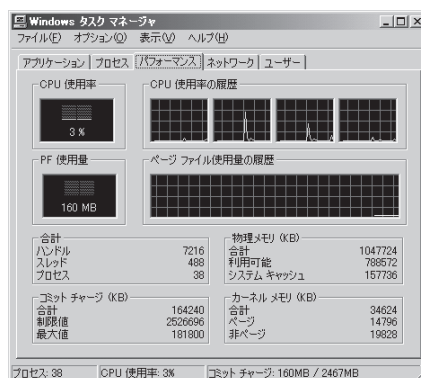 Windows タスク マネージャ
ファイル(F) オプション(O) 表示(V) ヘルプ(H)
アプリケーション プロセス パフォーマンス ネットワーク ユーザー
CPU 使用率
CPU 使用率の履歴
3 %
PF 使用量
ページ ファイル使用量の履歴
160 MB
合計
ハンドル 7216
スレッド 488
プロセス 38
物理メモリ (KB)
合計 1047724
利用可能 788572
システム キャッシュ 157736
コミット チャージ (KB)
合計 164240
制限値 2526696
最大値 181800
カーネル メモリ (KB)
合計 34624
ページ 14796
非ページ 19828
プロセス: 38 CPU 使用率: 3% コミット チャージ: 160MB / 2467MB